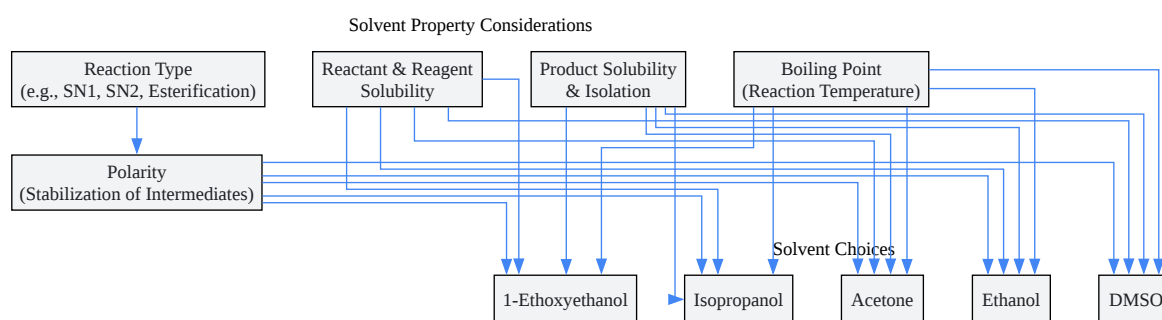 Solvent Property Considerations
Reaction Type
(e.g., SN1, SN2, Esterification)
Reactant & Reagent
Solubility
Product Solubility
& Isolation
Boiling Point
(Reaction Temperature)
Polarity
(Stabilization of Intermediates)
Solvent Choices
1-Ethoxyethanol
Isopropanol
Acetone
Ethanol
DMSO